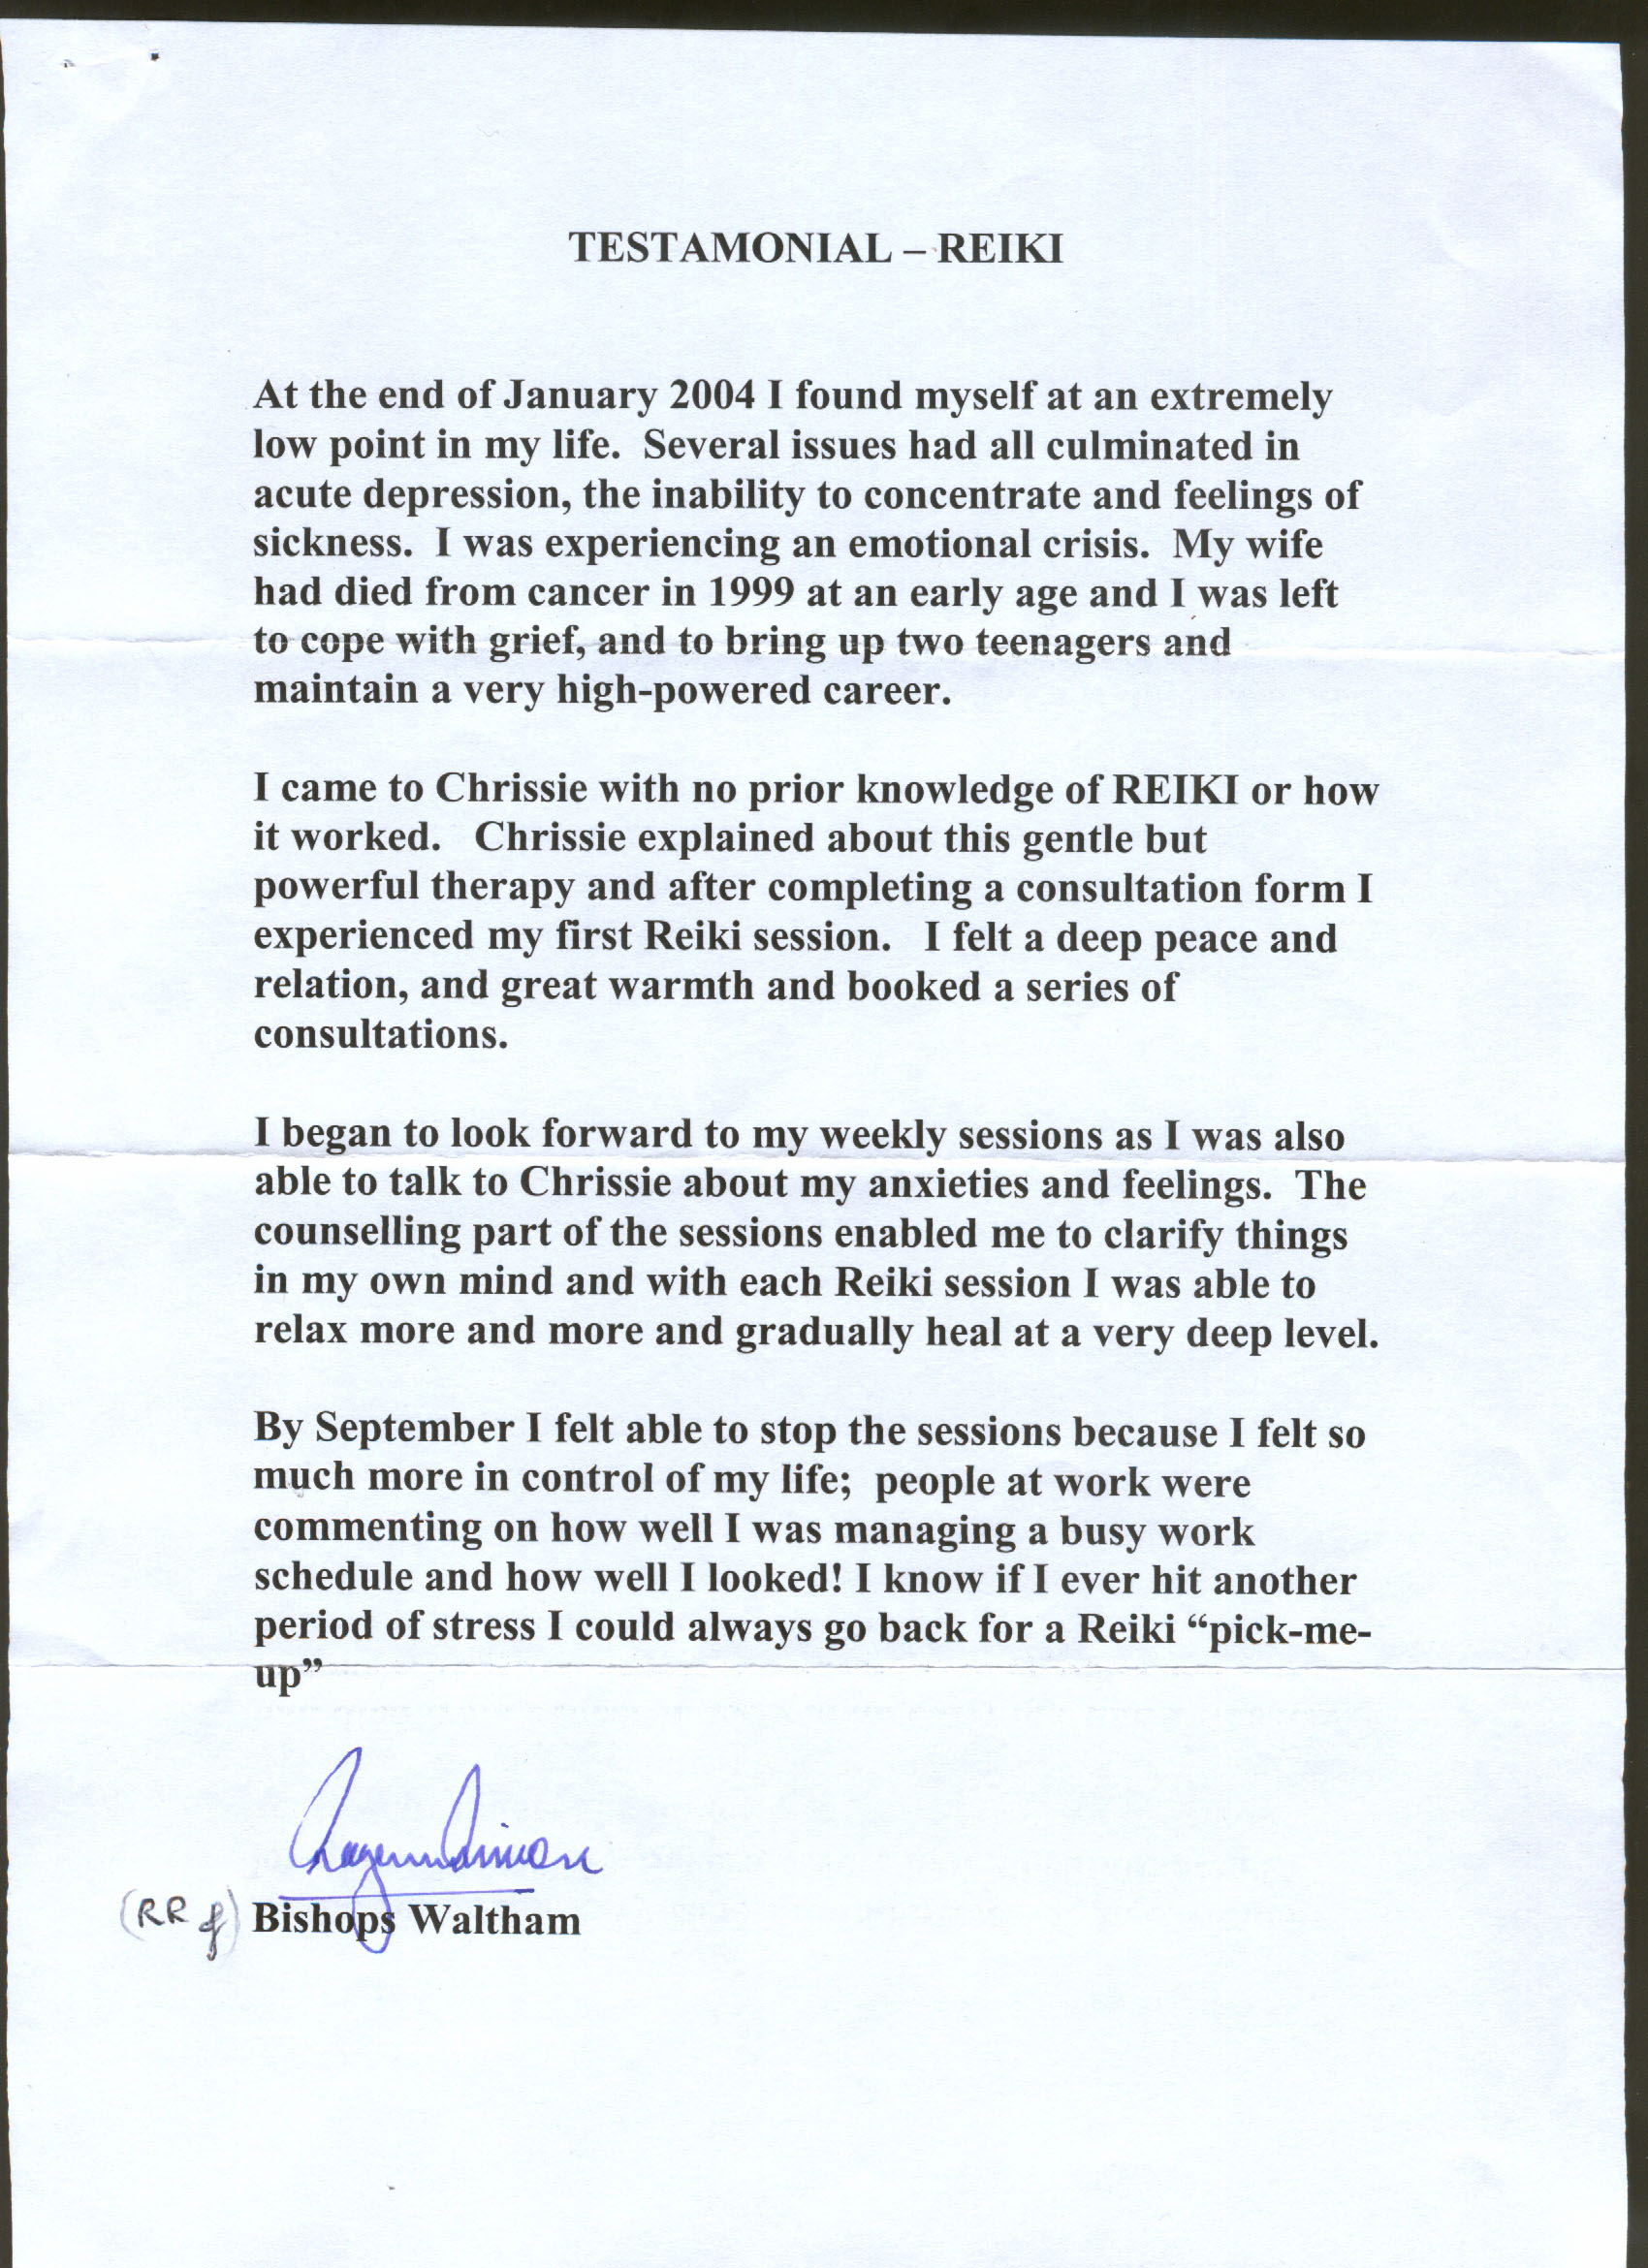 TESTAMONIAL – REIKI
At the end of January 2004 I found myself at an extremely
low point in my life.  Several issues had all culminated in
acute depression, the inability to concentrate and feelings of
sickness.  I was experiencing an emotional crisis.  My wife
had died from cancer in 1999 at an early age and I was left
to cope with grief, and to bring up two teenagers and
maintain a very high-powered career.
I came to Chrissie with no prior knowledge of REIKI or how
it worked.   Chrissie explained about this gentle but
powerful therapy and after completing a consultation form I
experienced my first Reiki session.   I felt a deep peace and
relation, and great warmth and booked a series of
consultations.
I began to look forward to my weekly sessions as I was also
able to talk to Chrissie about my anxieties and feelings.  The
counselling part of the sessions enabled me to clarify things
in my own mind and with each Reiki session I was able to
relax more and more and gradually heal at a very deep level.
By September I felt able to stop the sessions because I felt so
much more in control of my life;  people at work were
commenting on how well I was managing a busy work
schedule and how well I looked! I know if I ever hit another
period of stress I could always go back for a Reiki “pick-me-
up”
(RR) Bishops Waltham